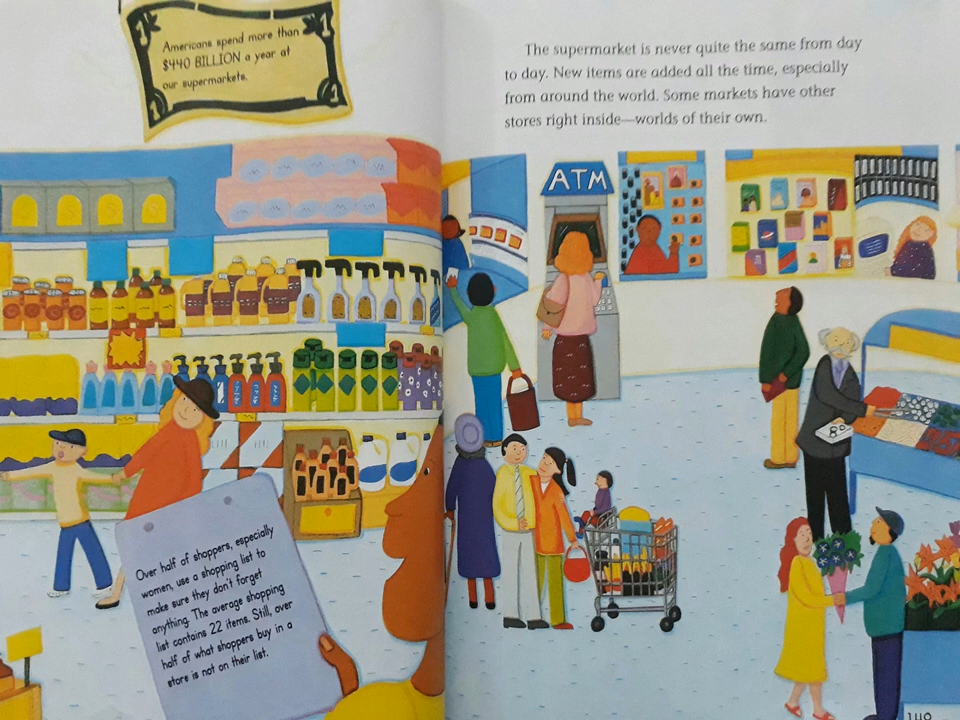 Americans spend more than
$440 BILLION a year at
our supermarkets.
The supermarket is never quite the same from day
to day. New items are added all the time, especially
from around the world. Some markets have other
stores right inside—worlds of their own.
ATM
Over half of shoppers, especially
women, use a shopping list to
make sure they don't forget
anything. The average shopping
list contains 22 items. Still, over
half of what shoppers buy in a
store is not on their list.